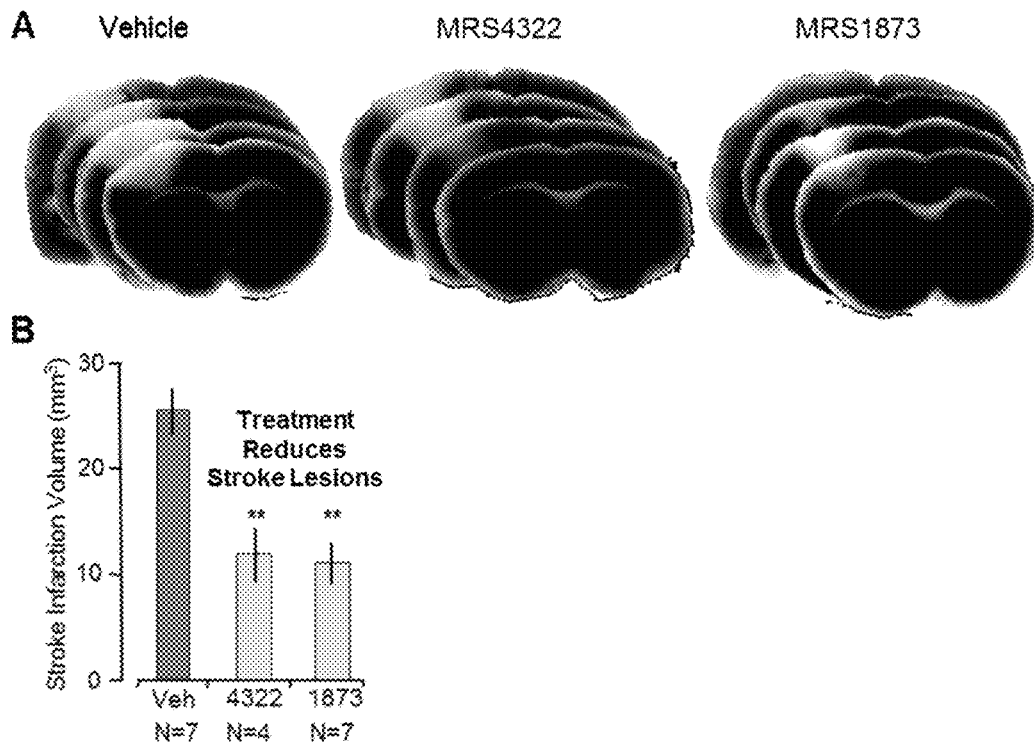 A Vehicle MRS4322 MRS1873
B
Stroke Infarction Volume (mm³)
30
20
10
0
Treatment
Reduces
Stroke Lesions
** **
Veh 4322 1873
N=7 N=4 N=7